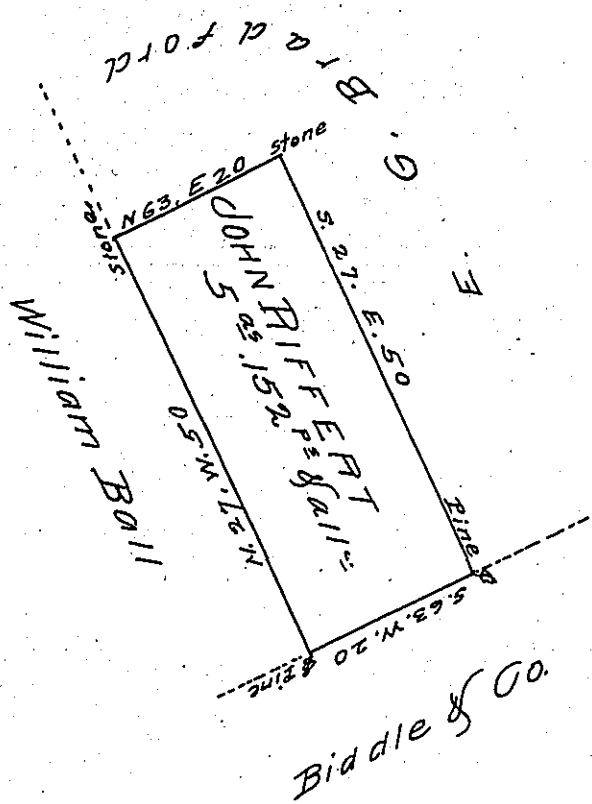 E. G. Bradford
stone
N 63. E 20
stone
S. 27. E. 50
JOHN RIFFERT
5 as. 152 ps & all=
N. 27. W. 50
William Ball
Pine
S. 63. W. 20
Pine
Biddle & Co.